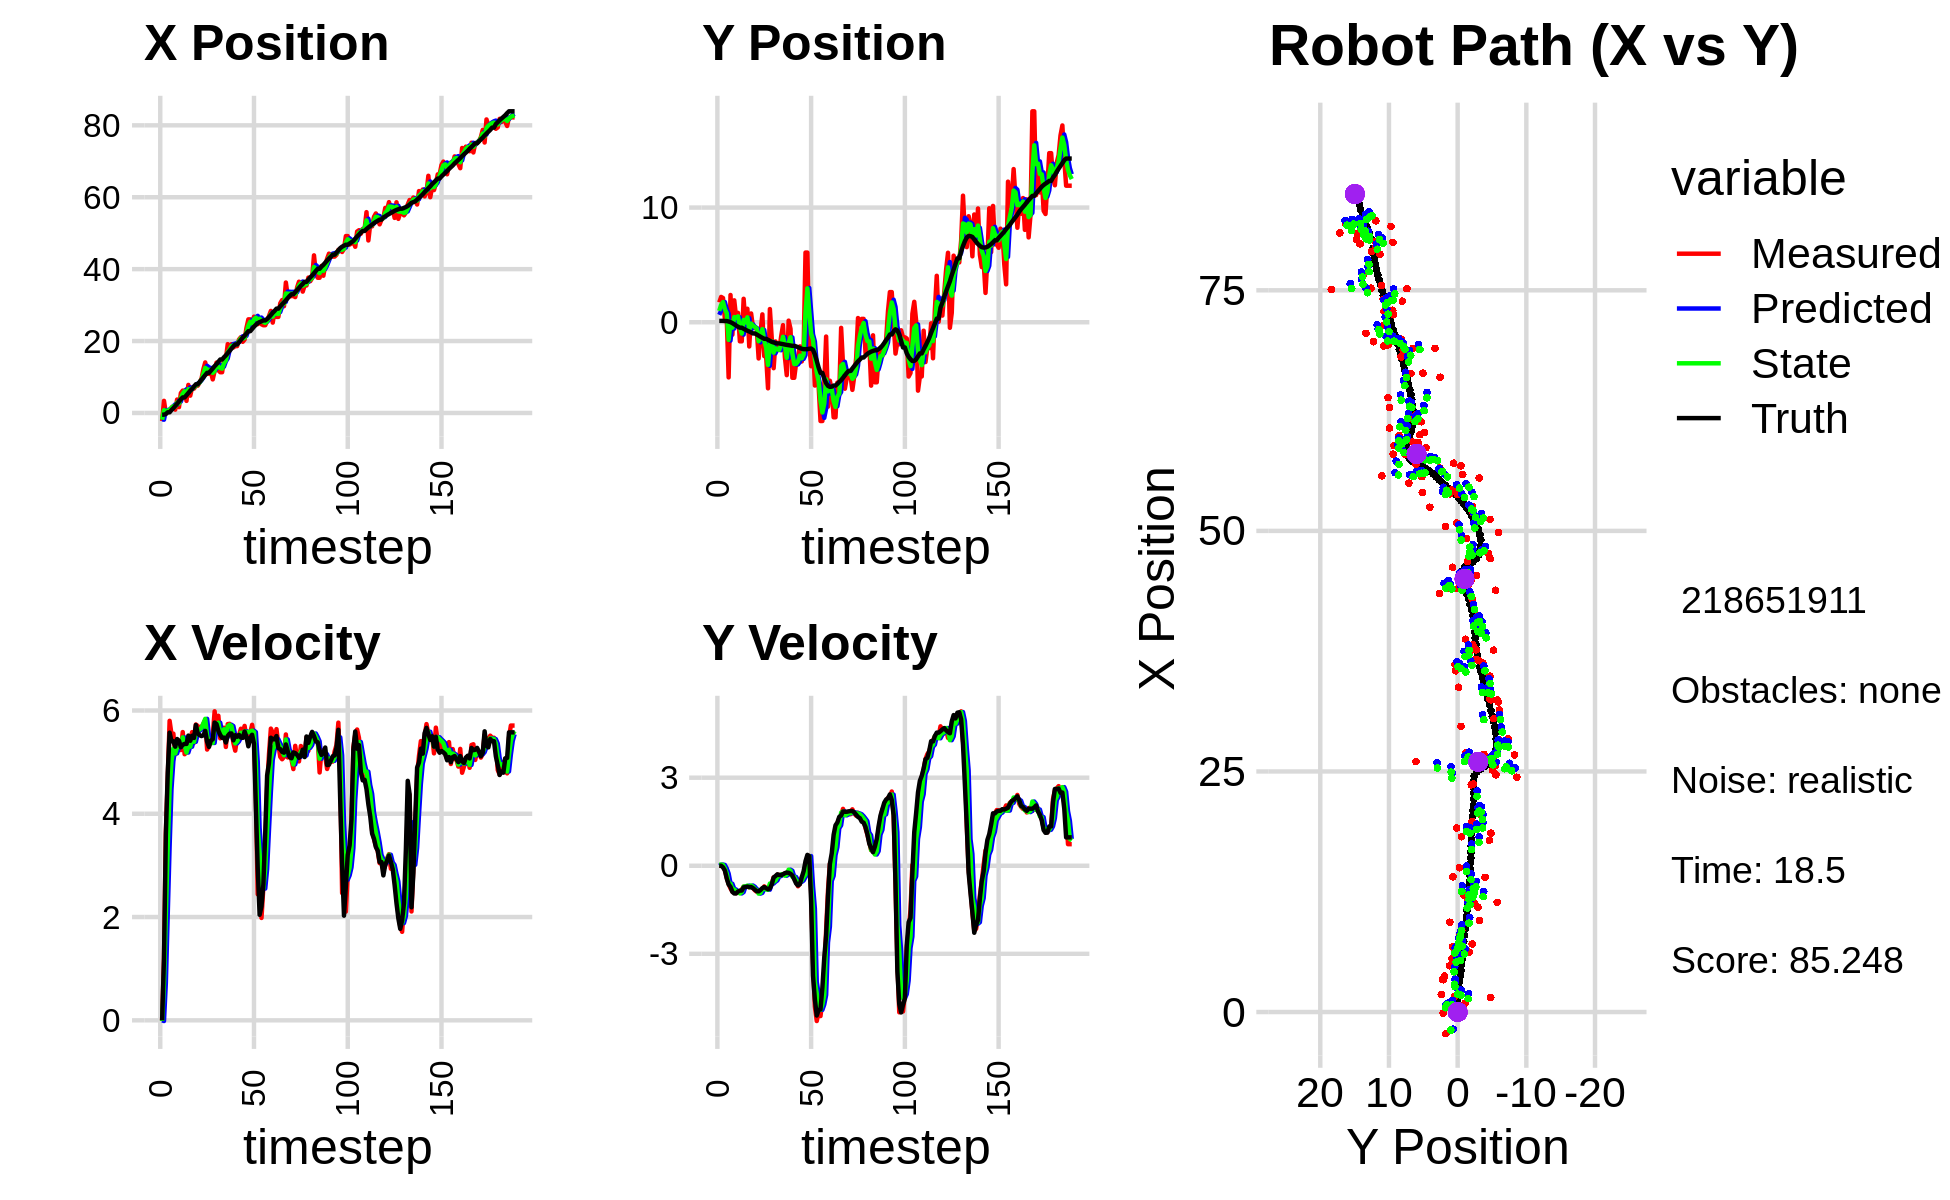 X Position
80
60
40
20
0
0
50
100
150
timestep
Y Position
10
0
0
50
100
150
timestep
X Velocity
6
4
2
0
0
50
100
150
timestep
Y Velocity
3
0
-3
0
50
100
150
timestep
Robot Path (X vs Y)
X Position
75
50
25
0
20 10 0 -10 -20
Y Position
variable
Measured
Predicted
State
Truth
218651911
Obstacles: none
Noise: realistic
Time: 18.5
Score: 85.248